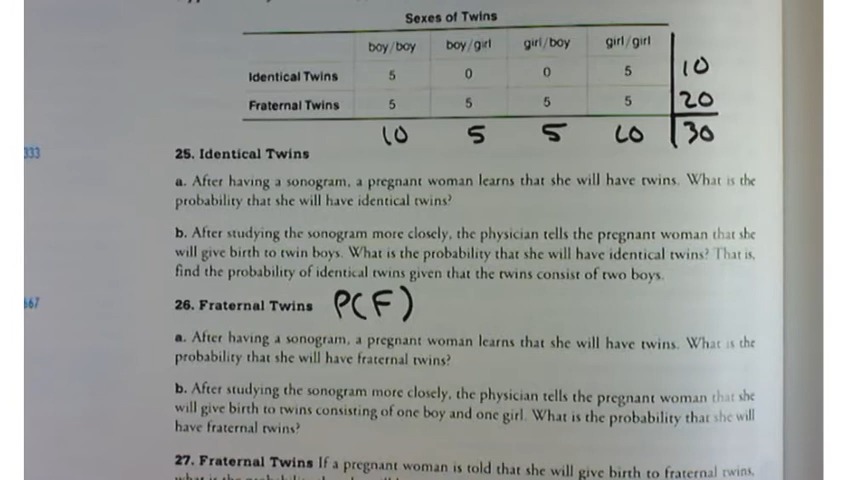 Sexes of Twins
boy/boy boy/girl girl/boy girl/girl
Identical Twins 5 0 0 5 10
Fraternal Twins 5 5 5 5 20
10 5 5 10 30
333
25. Identical Twins
a. After having a sonogram, a pregnant woman learns that she will have twins. What is the
probability that she will have identical twins?
b. After studying the sonogram more closely, the physician tells the pregnant woman that she
will give birth to twin boys. What is the probability that she will have identical twins? That is,
find the probability of identical twins given that the twins consist of two boys.
667
26. Fraternal Twins P(F)
a. After having a sonogram, a pregnant woman learns that she will have twins. What is the
probability that she will have fraternal twins?
b. After studying the sonogram more closely, the physician tells the pregnant woman that she
will give birth to twins consisting of one boy and one girl. What is the probability that she will
have fraternal twins?
27. Fraternal Twins If a pregnant woman is told that she will give birth to fraternal twins,